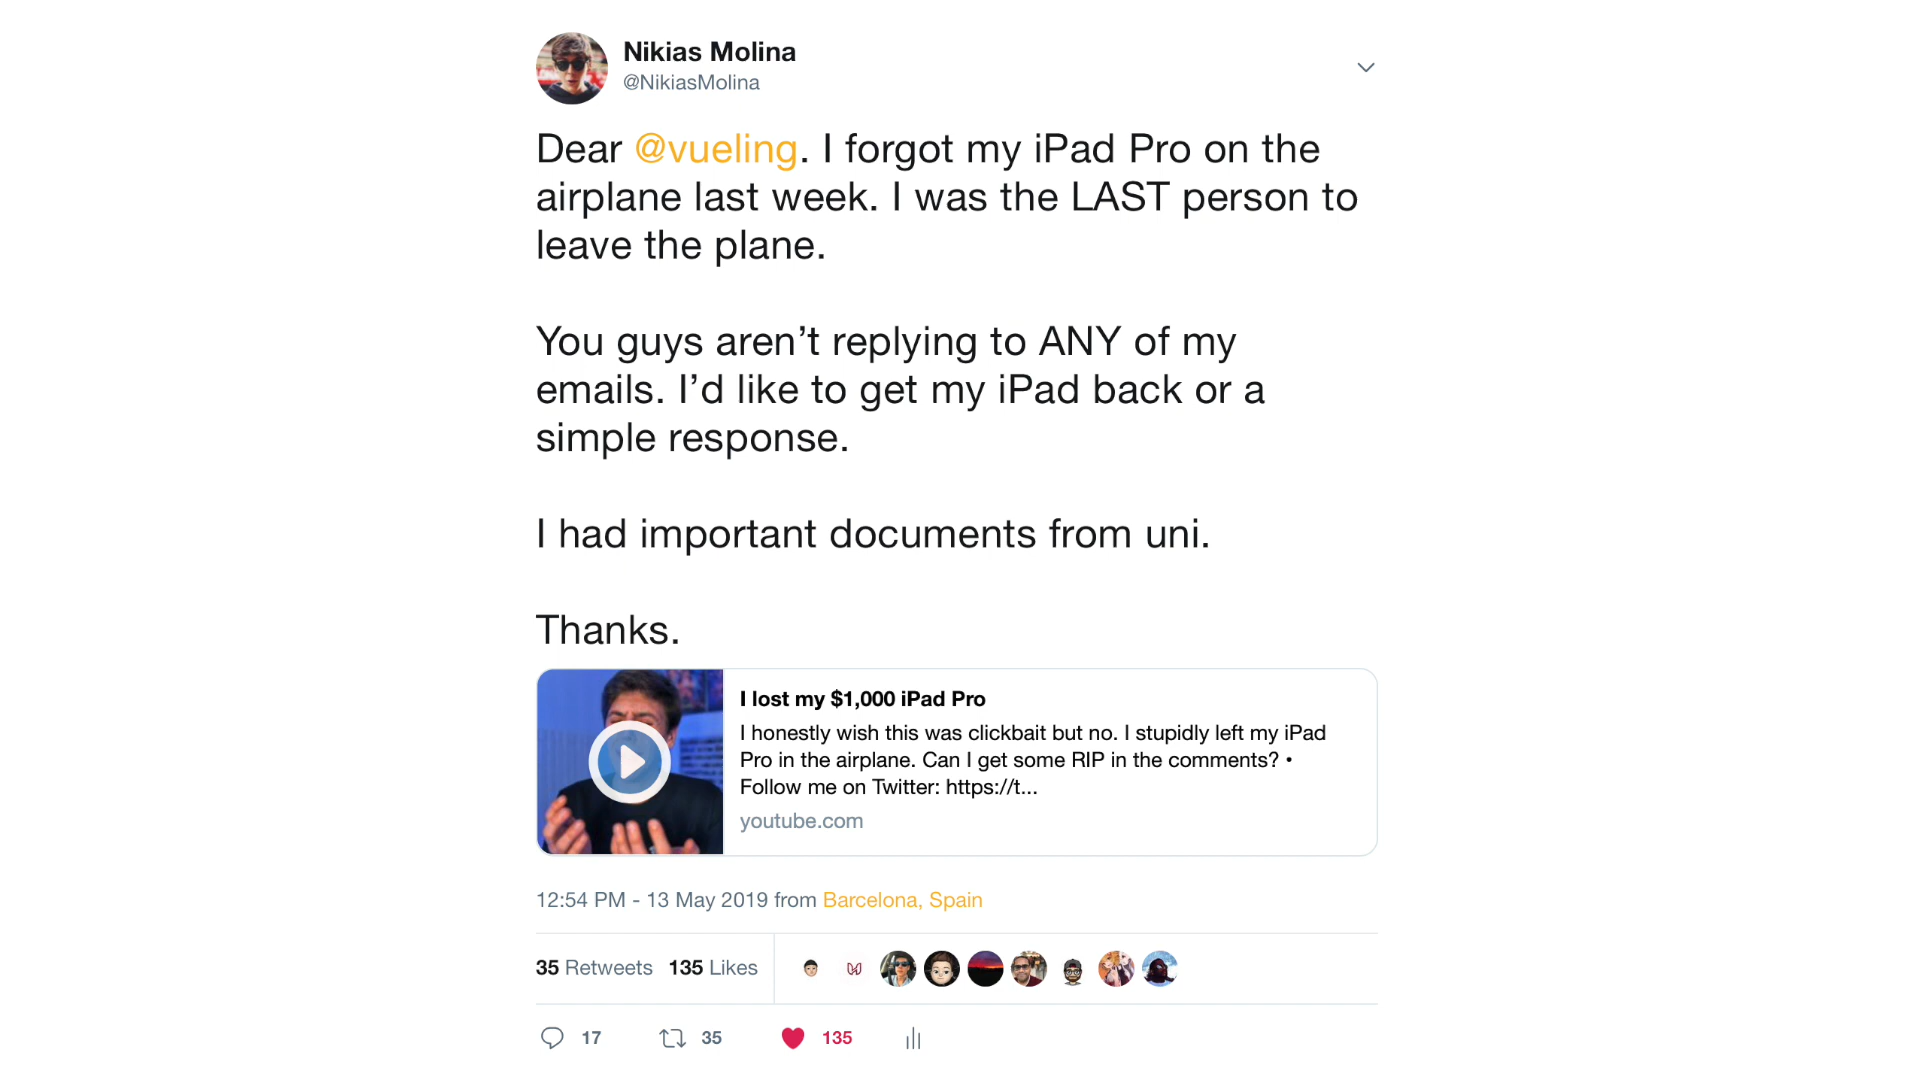 Nikias Molina
@NikiasMolina
Dear @vueling. I forgot my iPad Pro on the
airplane last week. I was the LAST person to
leave the plane.
You guys aren’t replying to ANY of my
emails. I’d like to get my iPad back or a
simple response.
I had important documents from uni.
Thanks.
I lost my $1,000 iPad Pro
I honestly wish this was clickbait but no. I stupidly left my iPad
Pro in the airplane. Can I get some RIP in the comments? •
Follow me on Twitter: https://t...
youtube.com
12:54 PM - 13 May 2019 from Barcelona, Spain
35 Retweets 135 Likes
17 35 135